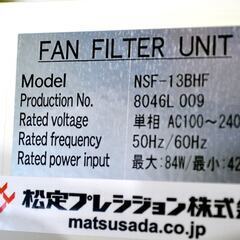 FAN FILTER UNIT
Model NSF-13BHF
Production No. 8046L 009
Rated voltage 単相 AC100～240
Rated frequency 50Hz/60Hz
Rated power input 最大:84W/最小:42
松定プレシジョン株式会
matsusada.co.jp